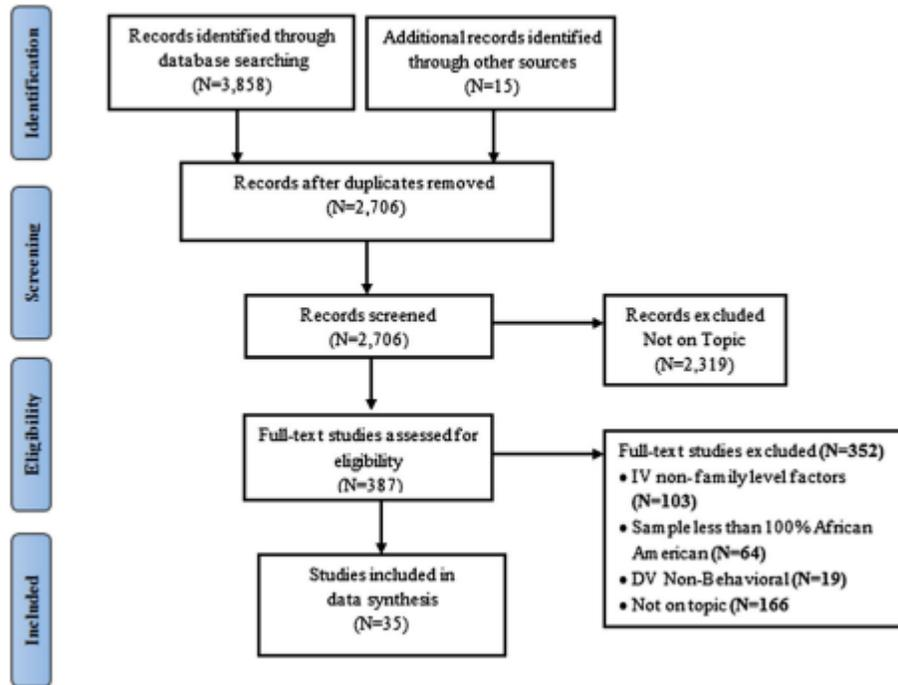 Identification
Records identified through
database searching
(N=3,858)
Additional records identified
through other sources
(N=15)
Records after duplicates removed
(N=2,706)
Screening
Records screened
(N=2,706)
Records excluded
Not on Topic
(N=2,319)
Eligibility
Full-text studies assessed for
eligibility
(N=387)
Full-text studies excluded (N=352)
• IV non-family level factors
(N=103)
• Sample less than 100% African
American (N=64)
• DV Non-Behavioral (N=19)
• Not on topic (N=166
Included
Studies included in
data synthesis
(N=35)